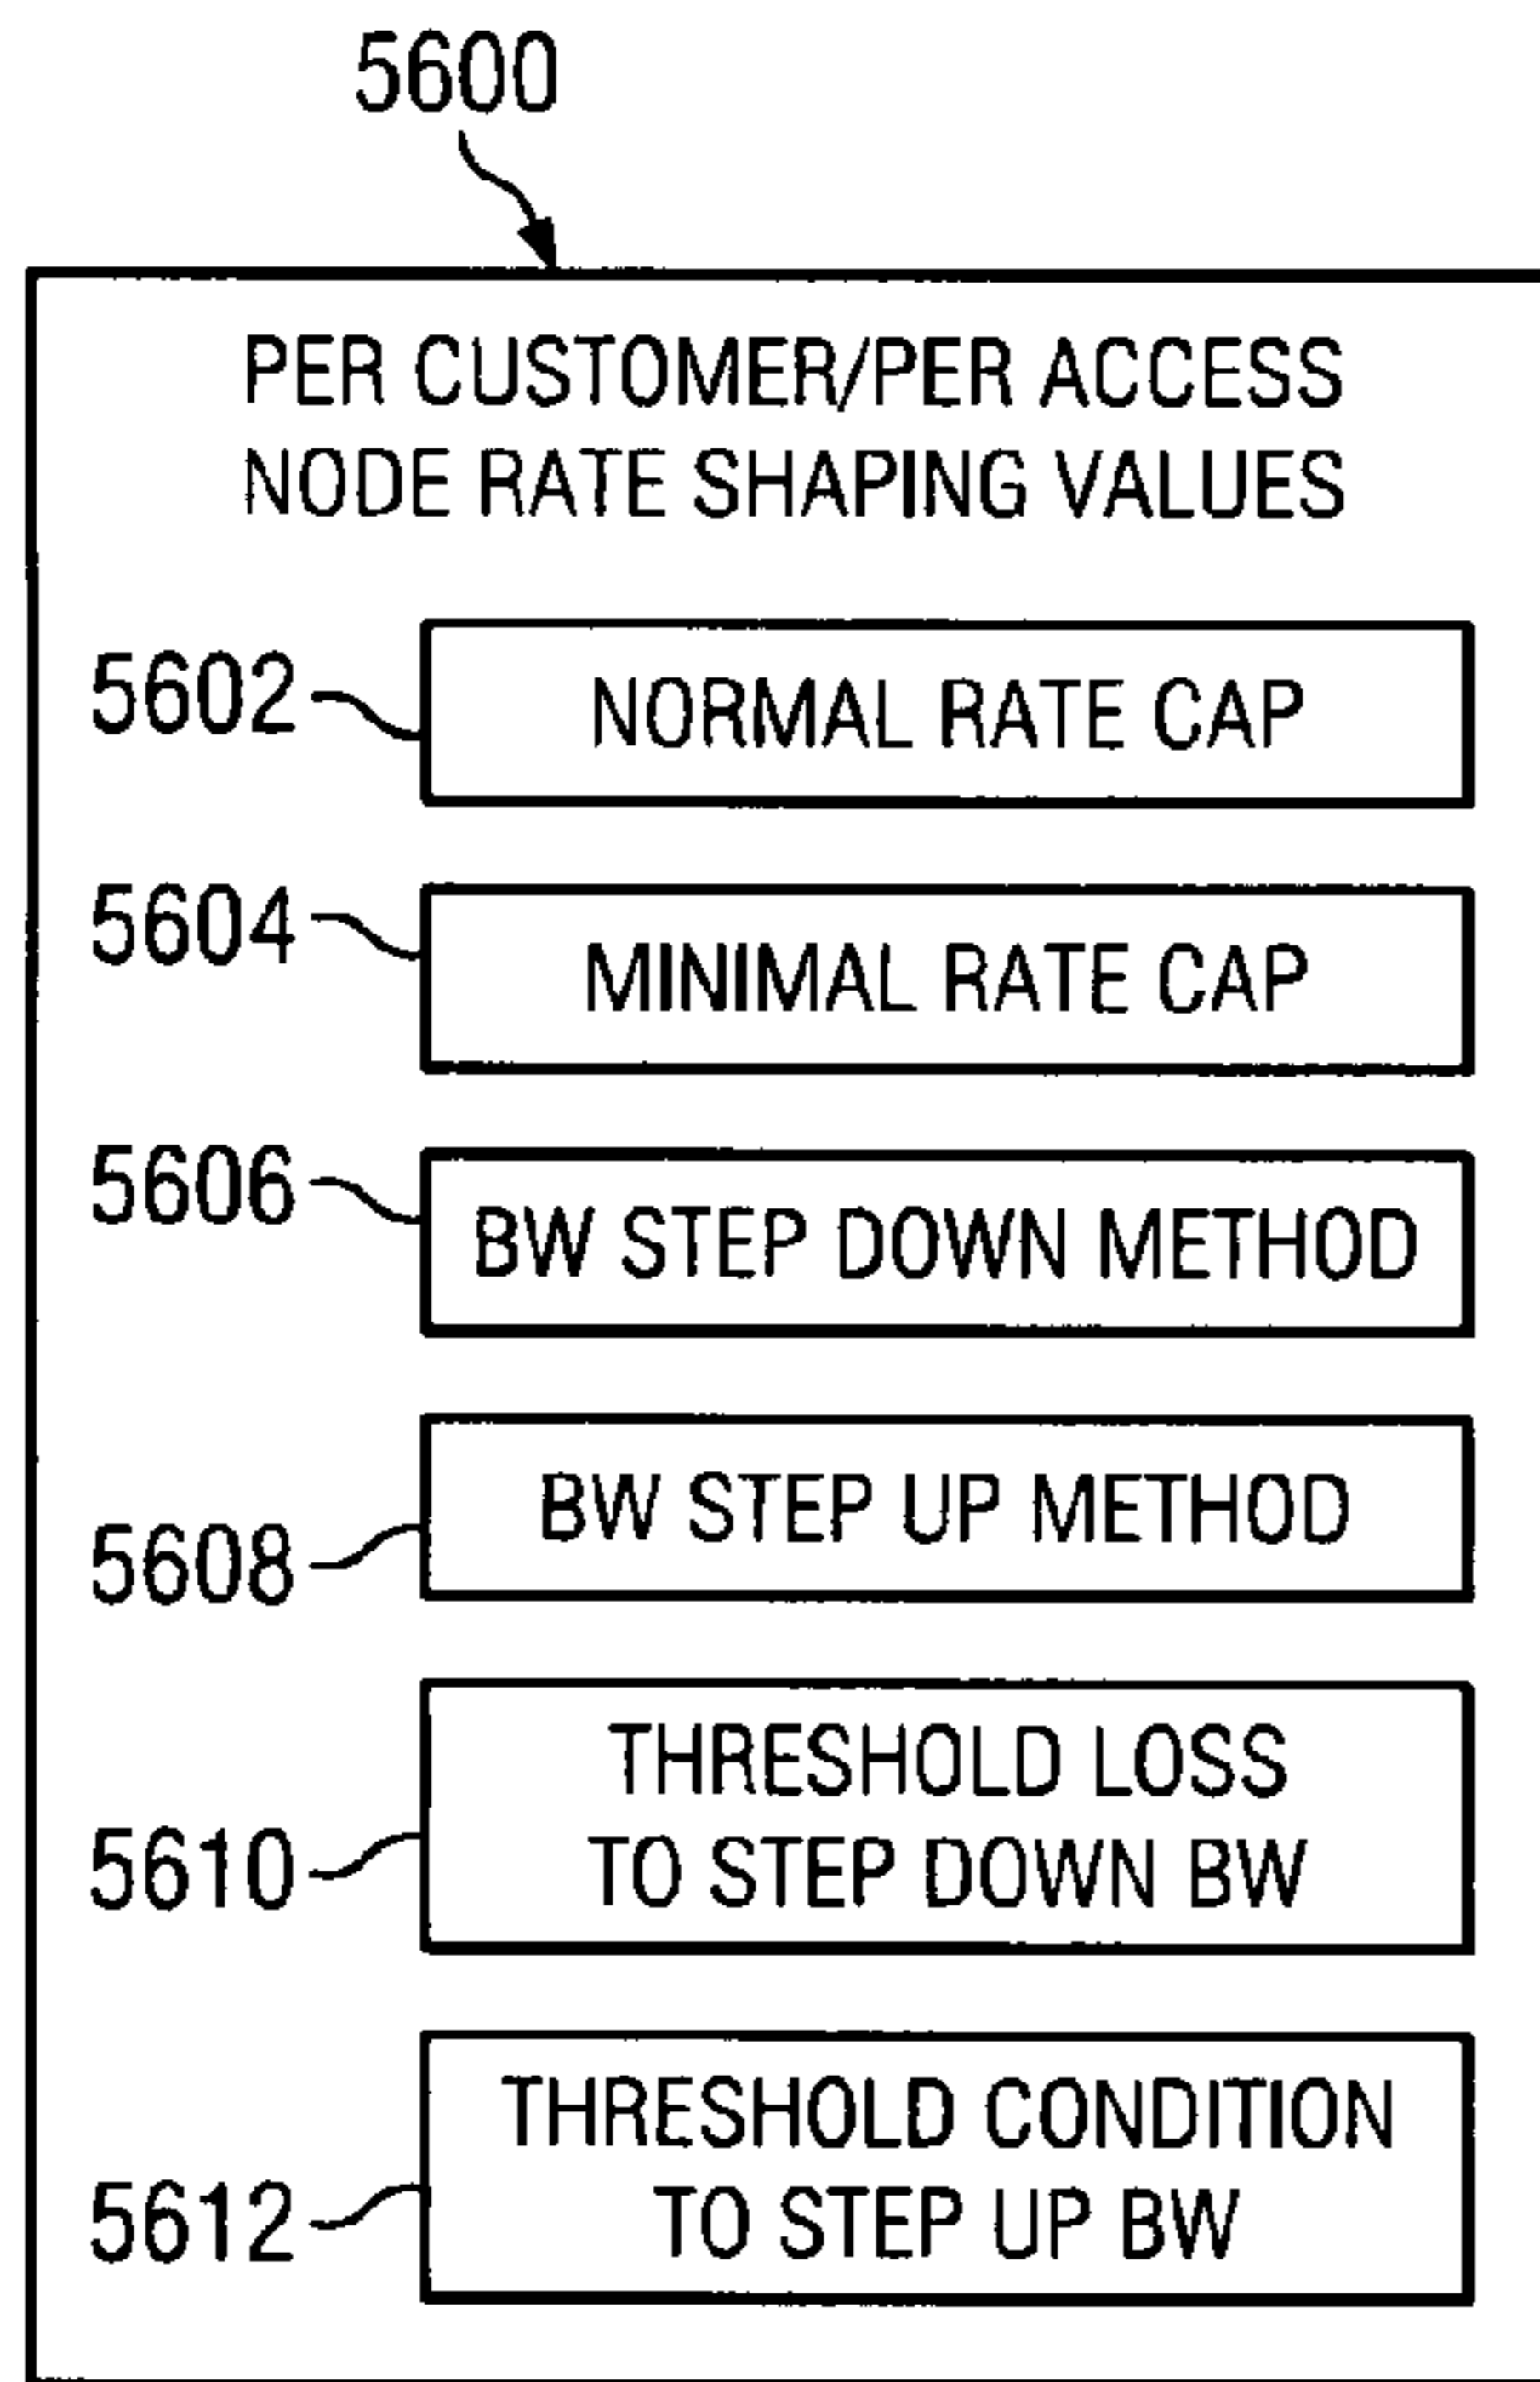 5600
PER CUSTOMER/PER ACCESS
NODE RATE SHAPING VALUES
5602
NORMAL RATE CAP
5604
MINIMAL RATE CAP
5606
BW STEP DOWN METHOD
BW STEP UP METHOD
5608
THRESHOLD LOSS
TO STEP DOWN BW
5610
THRESHOLD CONDITION
TO STEP UP BW
5612